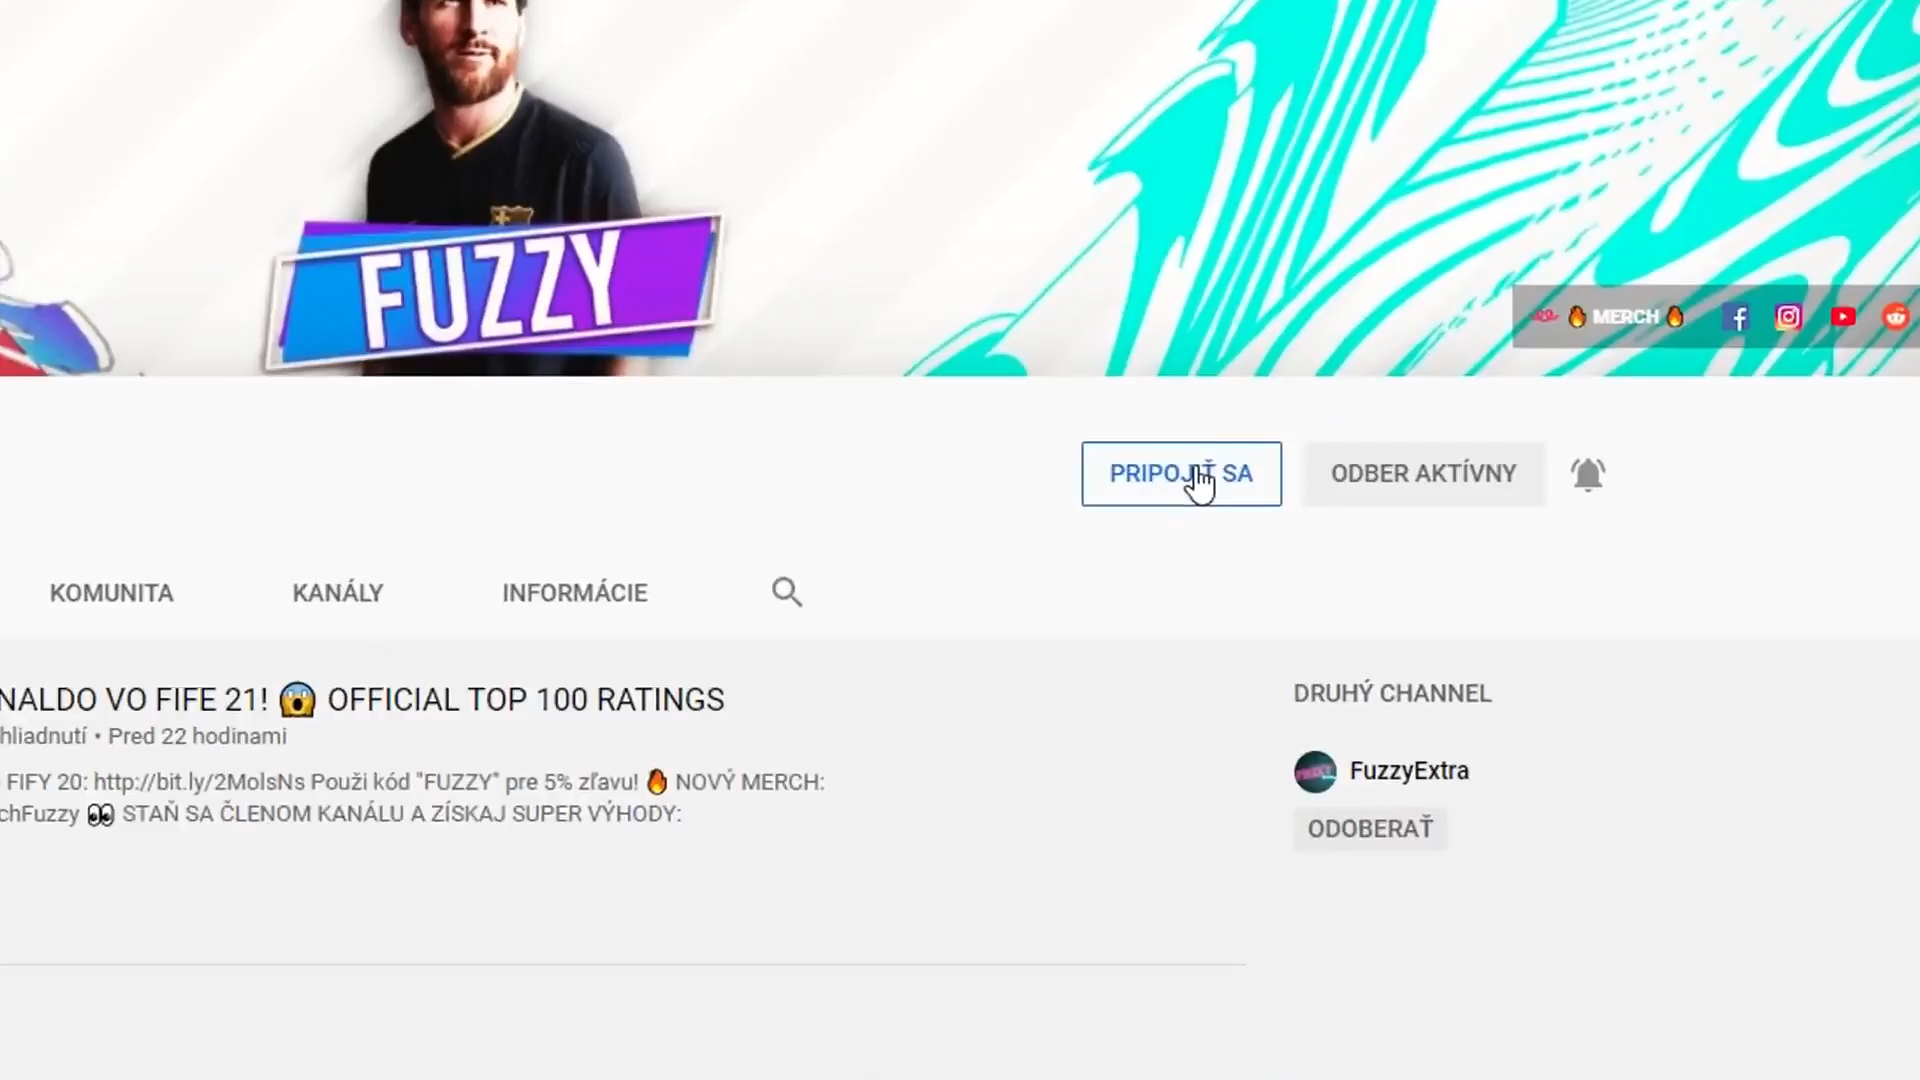 FUZZY
🔥 MERCH 🔥
PRIPOJIŤ SA
ODBER AKTÍVNY
KOMUNITA
KANÁLY
INFORMÁCIE
NALDO VO FIFE 21! 😱 OFFICIAL TOP 100 RATINGS
hliadnutí • Pred 22 hodinami
FIFY 20: http://bit.ly/2MolsNs Použi kód "FUZZY" pre 5% zľavu! 🔥 NOVÝ MERCH:
chFuzzy 👀 STAŇ SA ČLENOM KANÁLU A ZÍSKAJ SUPER VÝHODY:
DRUHÝ CHANNEL
FuzzyExtra
ODOBERAŤ